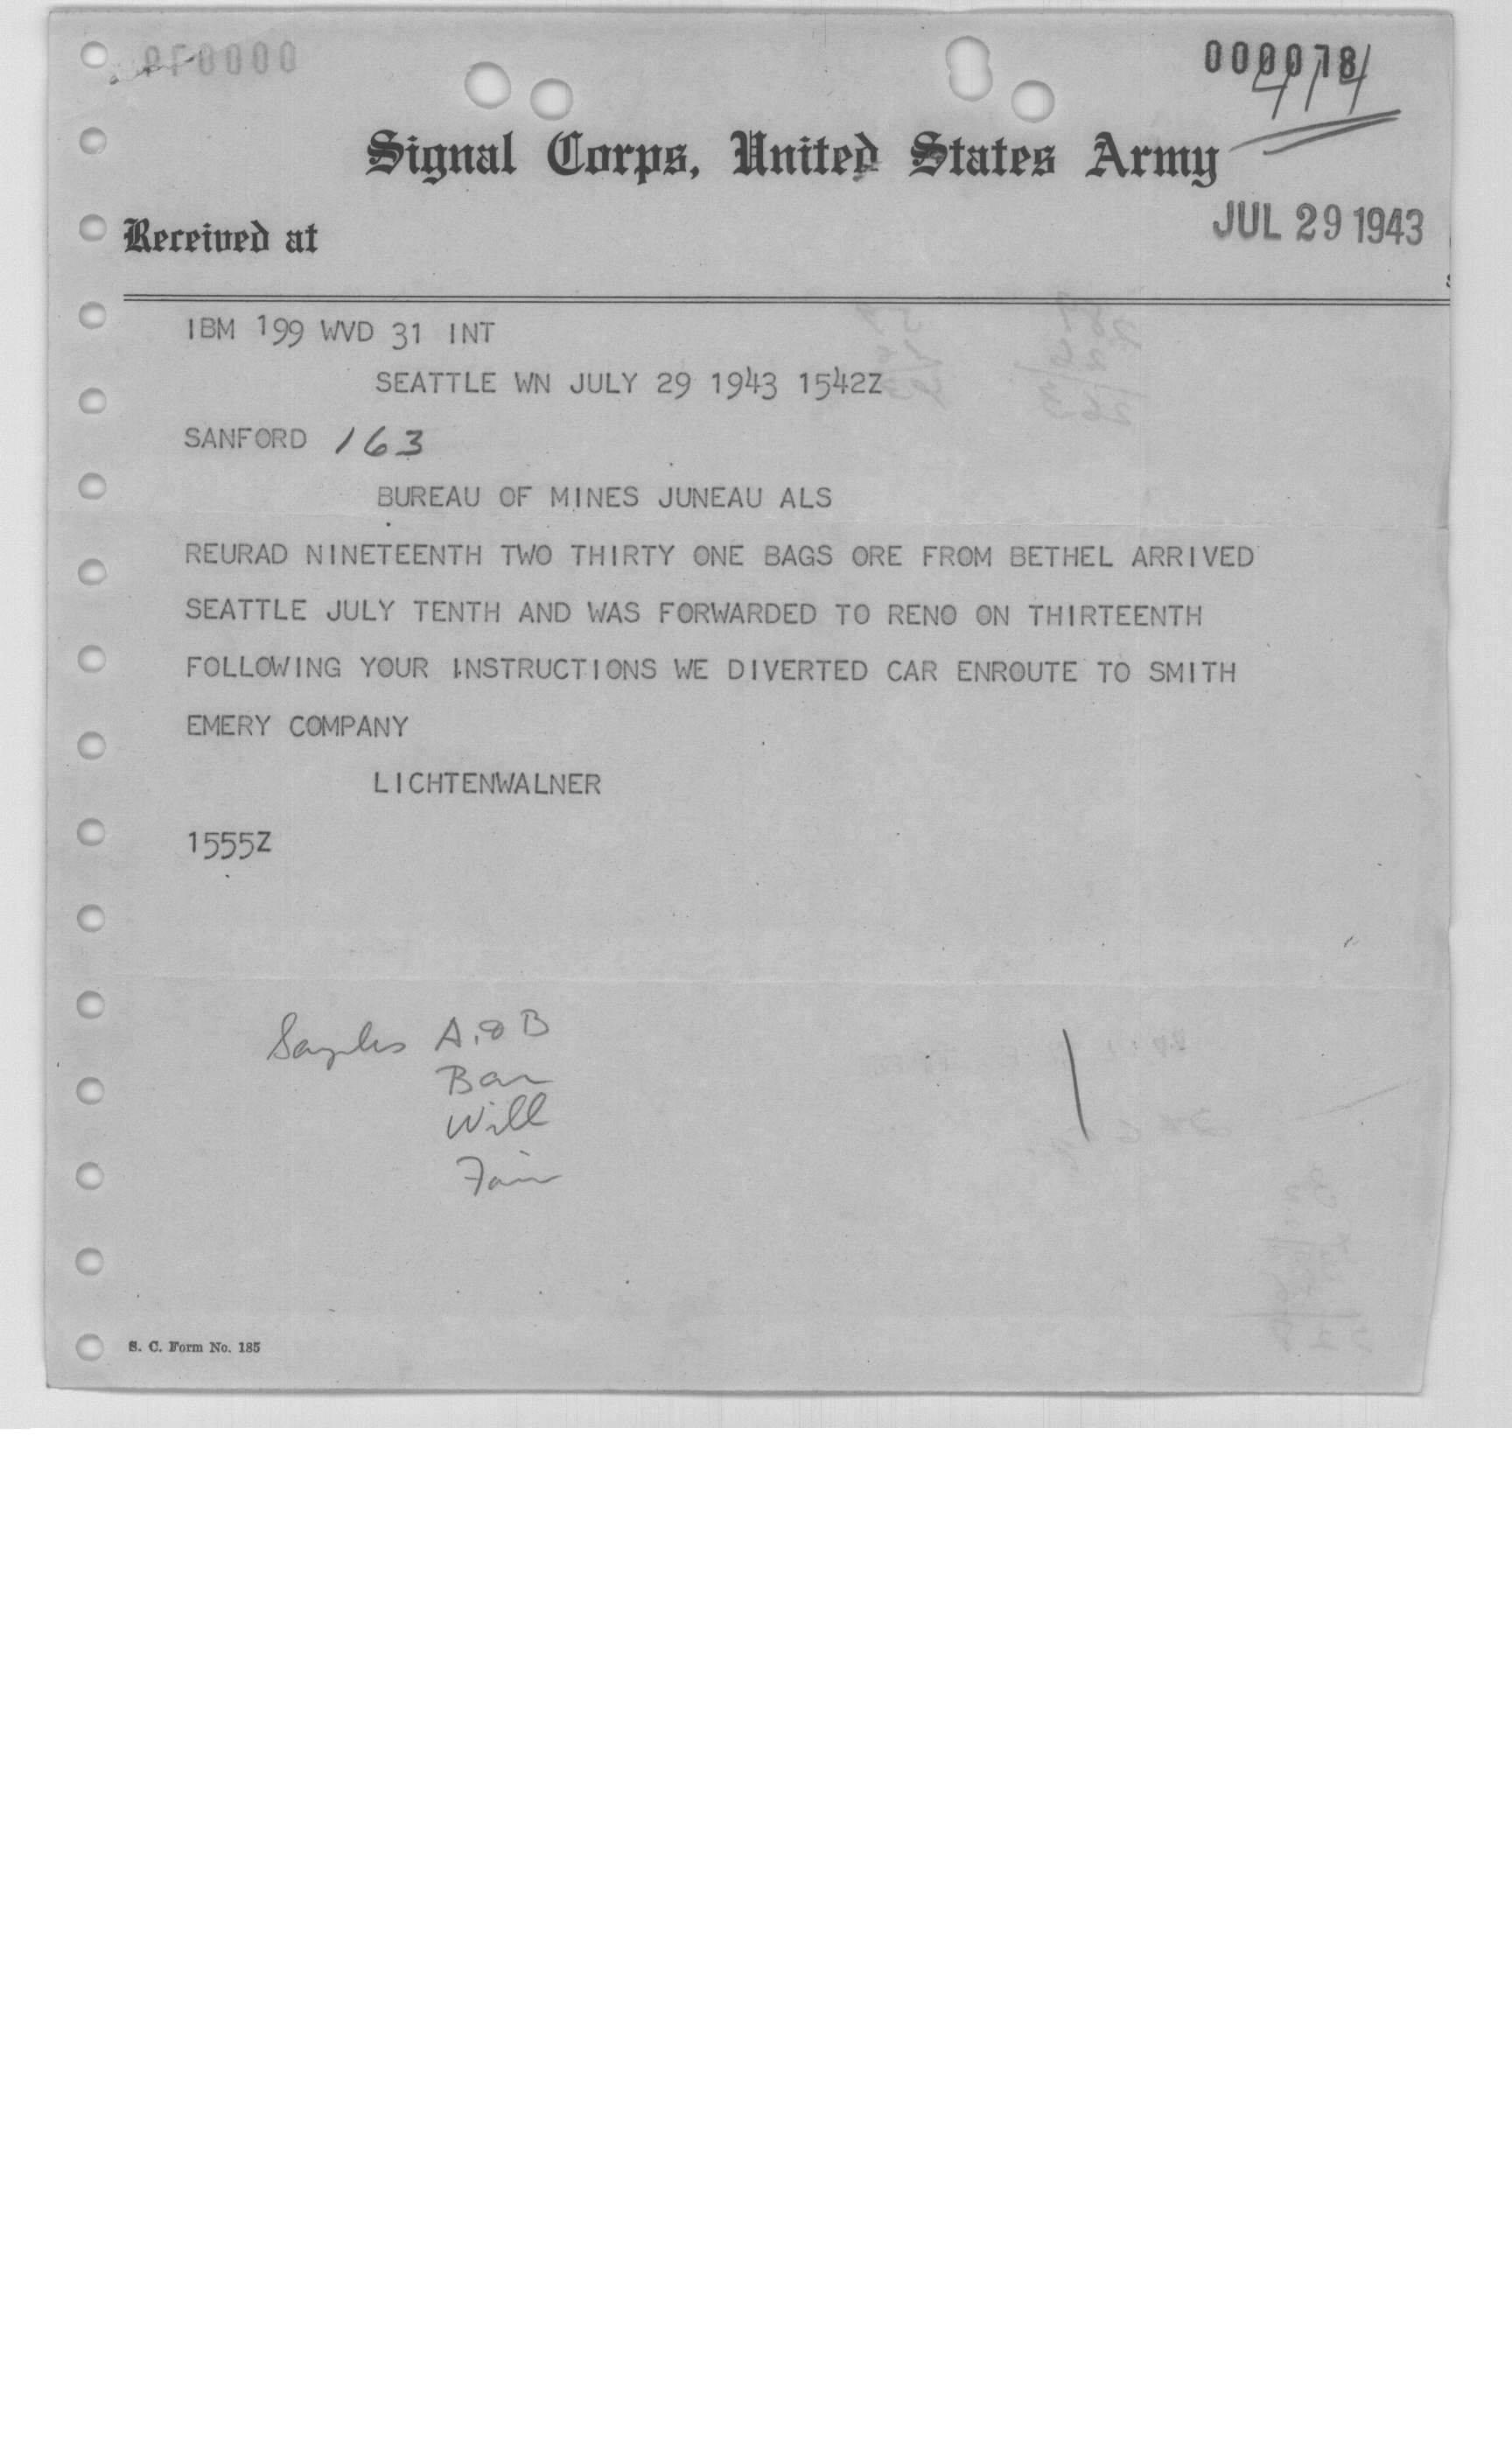 000078
414
Signal Corps, United States Army
Received at
JUL 29 1943
IBM 199 WVD 31 INT
SEATTLE WN JULY 29 1943 1542Z
SANFORD 163
BUREAU OF MINES JUNEAU ALS
REURAD NINETEENTH TWO THIRTY ONE BAGS ORE FROM BETHEL ARRIVED
SEATTLE JULY TENTH AND WAS FORWARDED TO RENO ON THIRTEENTH
FOLLOWING YOUR INSTRUCTIONS WE DIVERTED CAR ENROUTE TO SMITH
EMERY COMPANY
LICHTENWALNER
1555Z
Samples A. & B
Bar
Will
Fair
S. C. Form No. 185